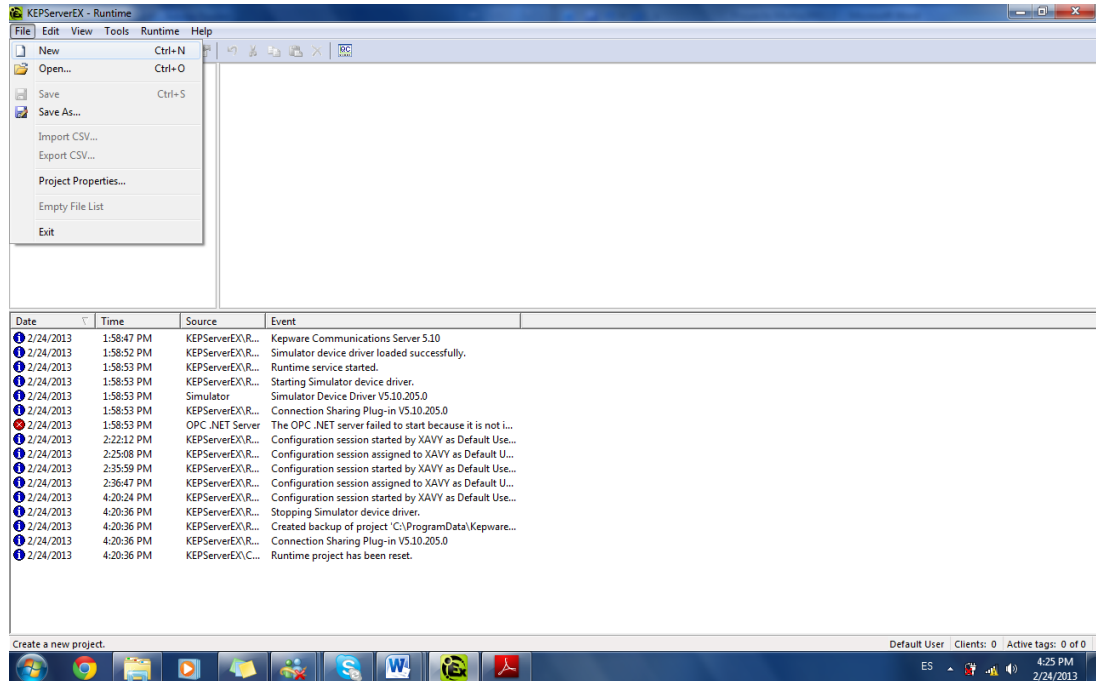 KEPServerEX - Runtime
File Edit View Tools Runtime Help
New Ctrl+N
Open... Ctrl+O
Save Ctrl+S
Save As...
Import CSV...
Export CSV...
Project Properties...
Empty File List
Exit
Date Time Source Event
2/24/2013 1:58:47 PM KEPServerEX\R... Kepware Communications Server 5.10
2/24/2013 1:58:52 PM KEPServerEX\R... Simulator device driver loaded successfully.
2/24/2013 1:58:53 PM KEPServerEX\R... Runtime service started.
2/24/2013 1:58:53 PM KEPServerEX\R... Starting Simulator device driver.
2/24/2013 1:58:53 PM Simulator Simulator Device Driver V5.10.205.0
2/24/2013 1:58:53 PM KEPServerEX\R... Connection Sharing Plug-in V5.10.205.0
2/24/2013 1:58:53 PM OPC .NET Server The OPC .NET server failed to start because it is not i...
2/24/2013 2:22:12 PM KEPServerEX\R... Configuration session started by XAVY as Default Use...
2/24/2013 2:25:08 PM KEPServerEX\R... Configuration session assigned to XAVY as Default U...
2/24/2013 2:35:59 PM KEPServerEX\R... Configuration session started by XAVY as Default Use...
2/24/2013 2:36:47 PM KEPServerEX\R... Configuration session assigned to XAVY as Default U...
2/24/2013 4:20:24 PM KEPServerEX\R... Configuration session started by XAVY as Default Use...
2/24/2013 4:20:36 PM KEPServerEX\R... Stopping Simulator device driver.
2/24/2013 4:20:36 PM KEPServerEX\R... Created backup of project 'C:\ProgramData\Kepware...
2/24/2013 4:20:36 PM KEPServerEX\R... Connection Sharing Plug-in V5.10.205.0
2/24/2013 4:20:36 PM KEPServerEX\C... Runtime project has been reset.
Create a new project. Default User Clients: 0 Active tags: 0 of 0
ES 4:25 PM
2/24/2013